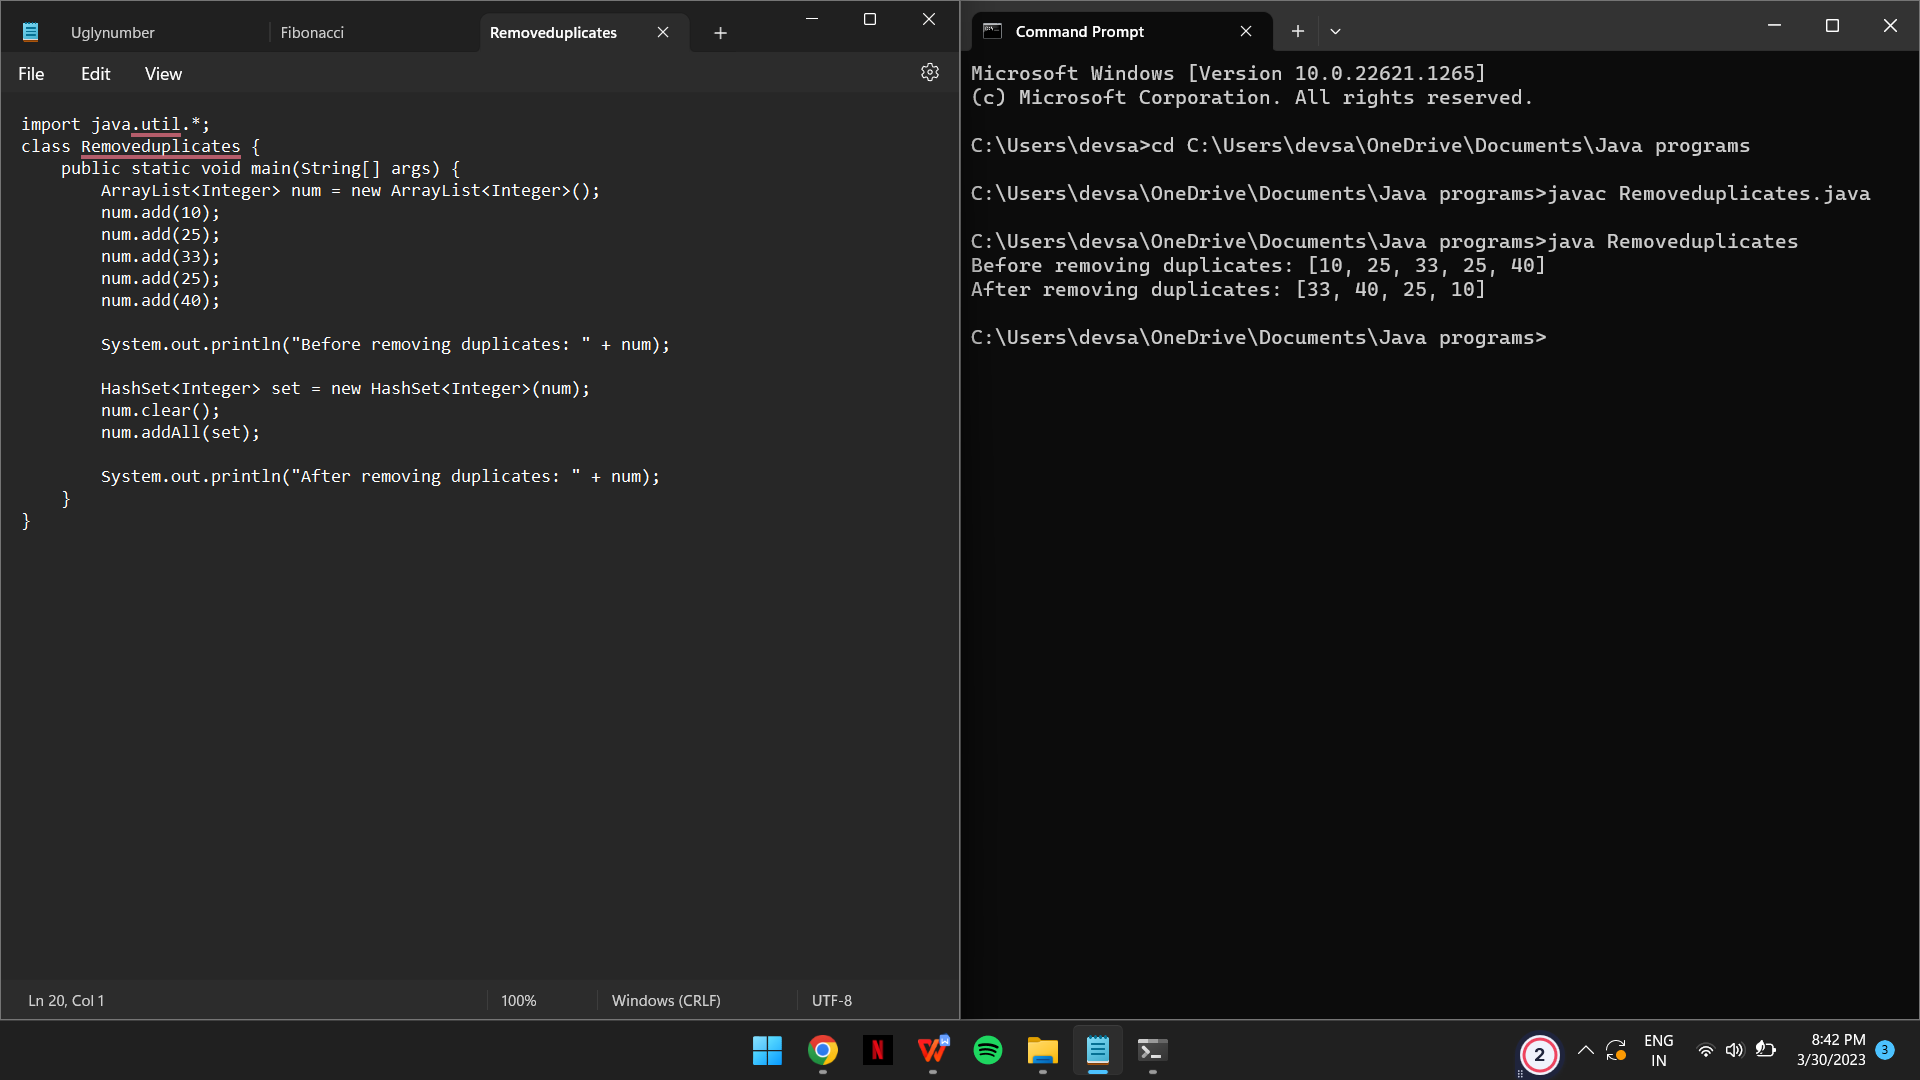 Uglynumber
Fibonacci
Removeduplicates
File
Edit
View
import java.util.*;
class Removeduplicates {
    public static void main(String[] args) {
        ArrayList<Integer> num = new ArrayList<Integer>();
        num.add(10);
        num.add(25);
        num.add(33);
        num.add(25);
        num.add(40);
        System.out.println("Before removing duplicates: " + num);
        HashSet<Integer> set = new HashSet<Integer>(num);
        num.clear();
        num.addAll(set);
        System.out.println("After removing duplicates: " + num);
    }
}
Ln 20, Col 1
100%
Windows (CRLF)
UTF-8
Command Prompt
Microsoft Windows [Version 10.0.22621.1265]
(c) Microsoft Corporation. All rights reserved.
C:\Users\devsa>cd C:\Users\devsa\OneDrive\Documents\Java programs
C:\Users\devsa\OneDrive\Documents\Java programs>javac Removeduplicates.java
C:\Users\devsa\OneDrive\Documents\Java programs>java Removeduplicates
Before removing duplicates: [10, 25, 33, 25, 40]
After removing duplicates: [33, 40, 25, 10]
C:\Users\devsa\OneDrive\Documents\Java programs>
N
W
2
ENG
IN
8:42 PM
3/30/2023
3